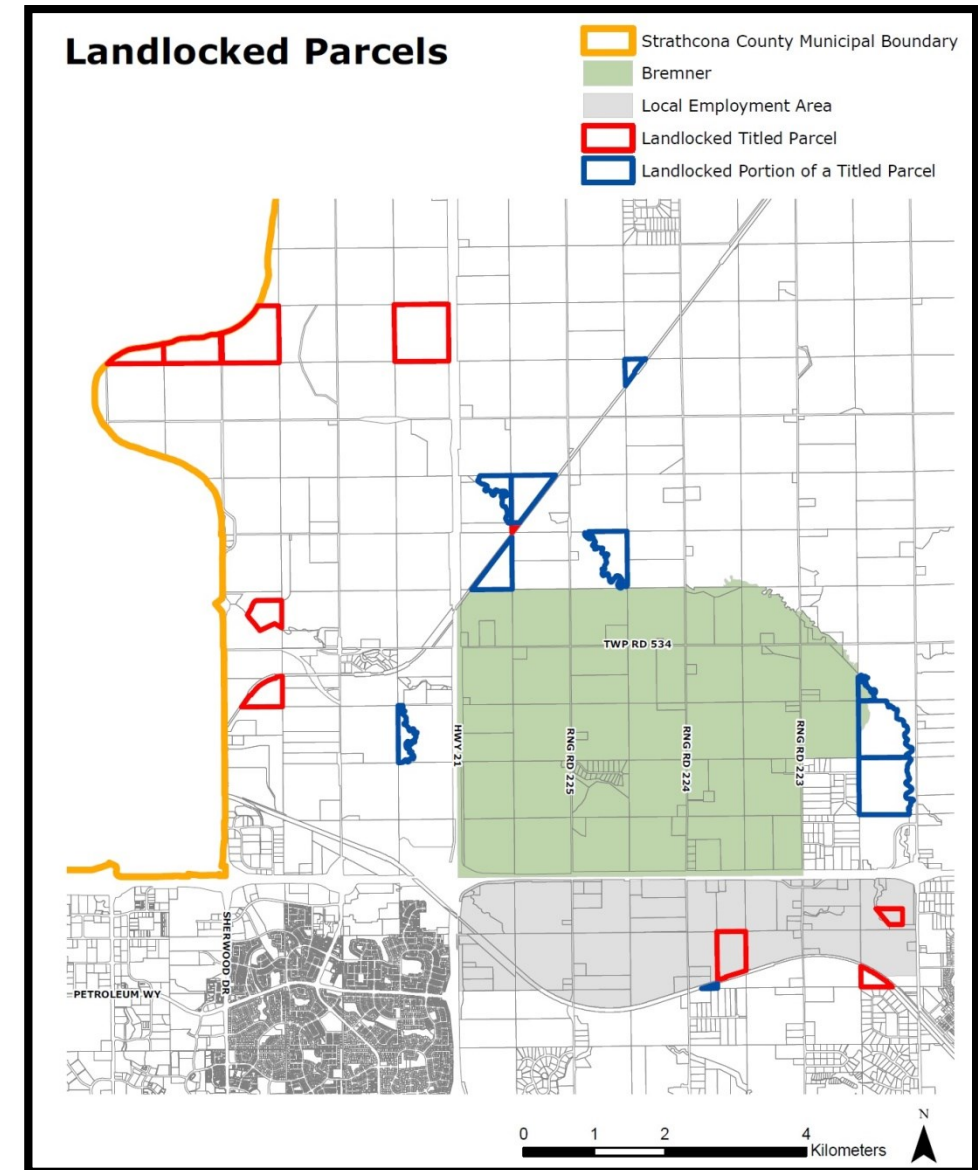 Landlocked Parcels
Strathcona County Municipal Boundary
Bremner
Local Employment Area
Landlocked Titled Parcel
Landlocked Portion of a Titled Parcel
TWP RD 534
HWY 21
RNG RD 225
RNG RD 224
RNG RD 223
SHERWOOD DR
PETROLEUM WY
N
0 1 2 4
Kilometers